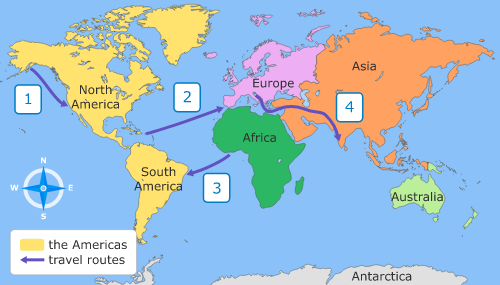 Asia
Europe
North
America
1
2
4
Africa
South
America
3
Australia
N
W
E
S
the Americas
travel routes
Antarctica